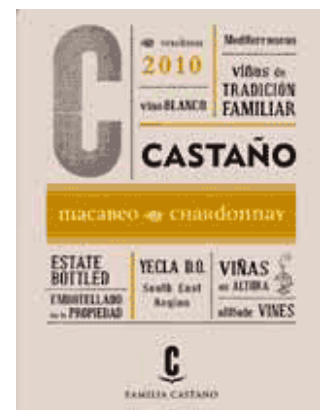 C
vendimia
2010
vino BLANCO
Mediterraneo
viñas de
TRADICIÓN
FAMILIAR
CASTAÑO
macabeo chardonnay
ESTATE
BOTTLED
EMBOTELLADO
en la PROPIEDAD
YECLA D.O.
South East
Region
VIÑAS
en ALTURA
altitude VINES
C
FAMILIA CASTAÑO